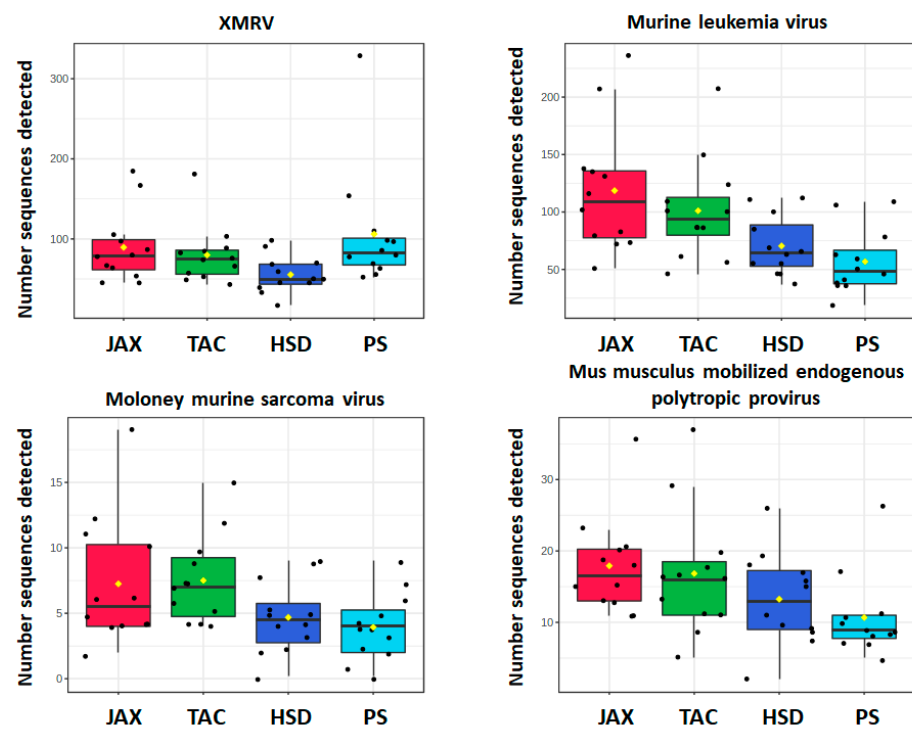 XMRV
Number sequences detected
300
200
100
JAX TAC HSD PS
Murine leukemia virus
Number sequences detected
200
150
100
50
JAX TAC HSD PS
Moloney murine sarcoma virus
Number sequences detected
15
10
5
0
JAX TAC HSD PS
Mus musculus mobilized endogenous
polytropic provirus
Number sequences detected
30
20
10
JAX TAC HSD PS